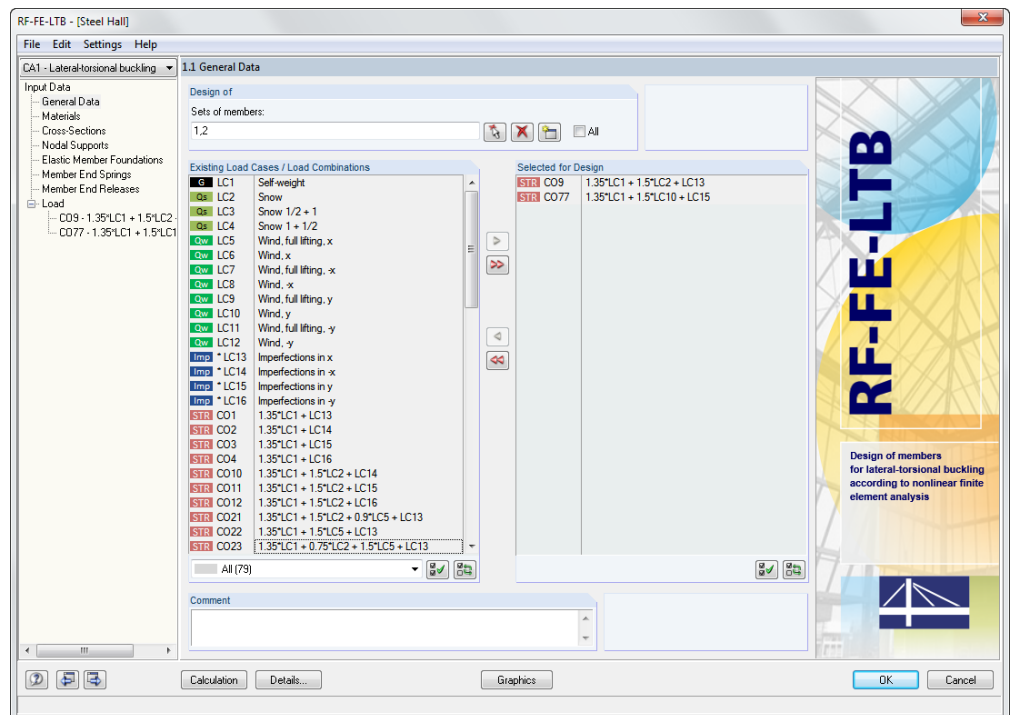 RF-FE-LTB - [Steel Hall]
File Edit Settings Help
CA1 - Lateral-torsional buckling
1.1 General Data
Input Data
General Data
Materials
Cross-Sections
Nodal Supports
Elastic Member Foundations
Member End Springs
Member End Releases
Load
CO9 - 1.35*LC1 + 1.5*LC2 -
CO77 - 1.35*LC1 + 1.5*LC1
Design of
Sets of members:
1,2
All
Existing Load Cases / Load Combinations
G LC1 Self-weight
Qs LC2 Snow
Qs LC3 Snow 1/2 + 1
Qs LC4 Snow 1 + 1/2
Qw LC5 Wind, full lifting, x
Qw LC6 Wind, x
Qw LC7 Wind, full lifting, -x
Qw LC8 Wind, -x
Qw LC9 Wind, full lifting, y
Qw LC10 Wind, y
Qw LC11 Wind, full lifting, -y
Qw LC12 Wind, -y
Imp * LC13 Imperfections in x
Imp * LC14 Imperfections in -x
Imp * LC15 Imperfections in y
Imp * LC16 Imperfections in -y
STR CO1 1.35*LC1 + LC13
STR CO2 1.35*LC1 + LC14
STR CO3 1.35*LC1 + LC15
STR CO4 1.35*LC1 + LC16
STR CO10 1.35*LC1 + 1.5*LC2 + LC14
STR CO11 1.35*LC1 + 1.5*LC2 + LC15
STR CO12 1.35*LC1 + 1.5*LC2 + LC16
STR CO21 1.35*LC1 + 1.5*LC2 + 0.9*LC5 + LC13
STR CO22 1.35*LC1 + 1.5*LC5 + LC13
STR CO23 1.35*LC1 + 0.75*LC2 + 1.5*LC5 + LC13
All (79)
Selected for Design
STR CO9 1.35*LC1 + 1.5*LC2 + LC13
STR CO77 1.35*LC1 + 1.5*LC10 + LC15
Comment
RF-FE-LTB
Design of members
for lateral-torsional buckling
according to nonlinear finite
element analysis
Calculation
Details...
Graphics
OK
Cancel